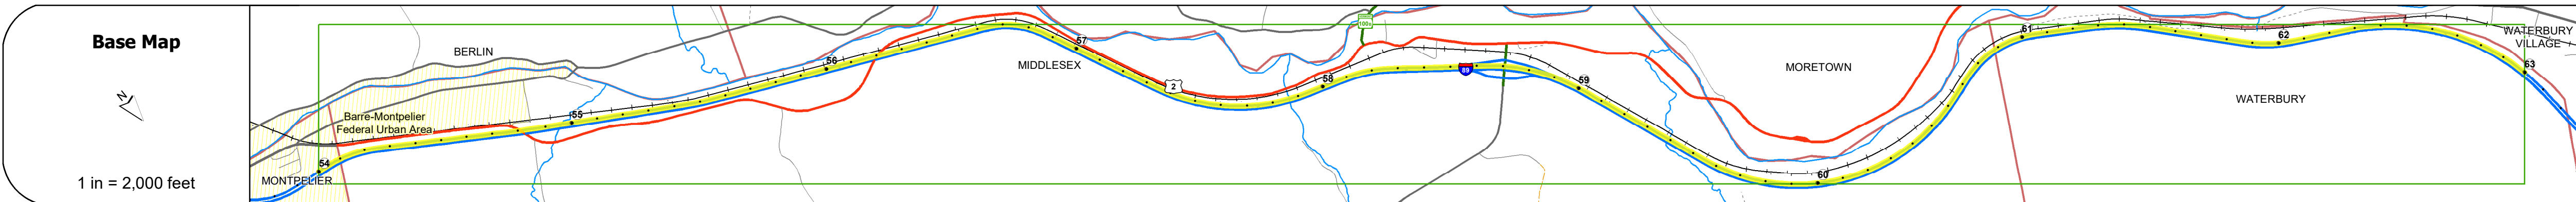 Base Map
N
1 in = 2,000 feet
BERLIN
Barre-Montpelier
Federal Urban Area
MONTPELIER
54
55
56
MIDDLESEX
57
2
58
100s
89
59
MORETOWN
60
61
62
WATERBURY
WATERBURY
VILLAGE
63